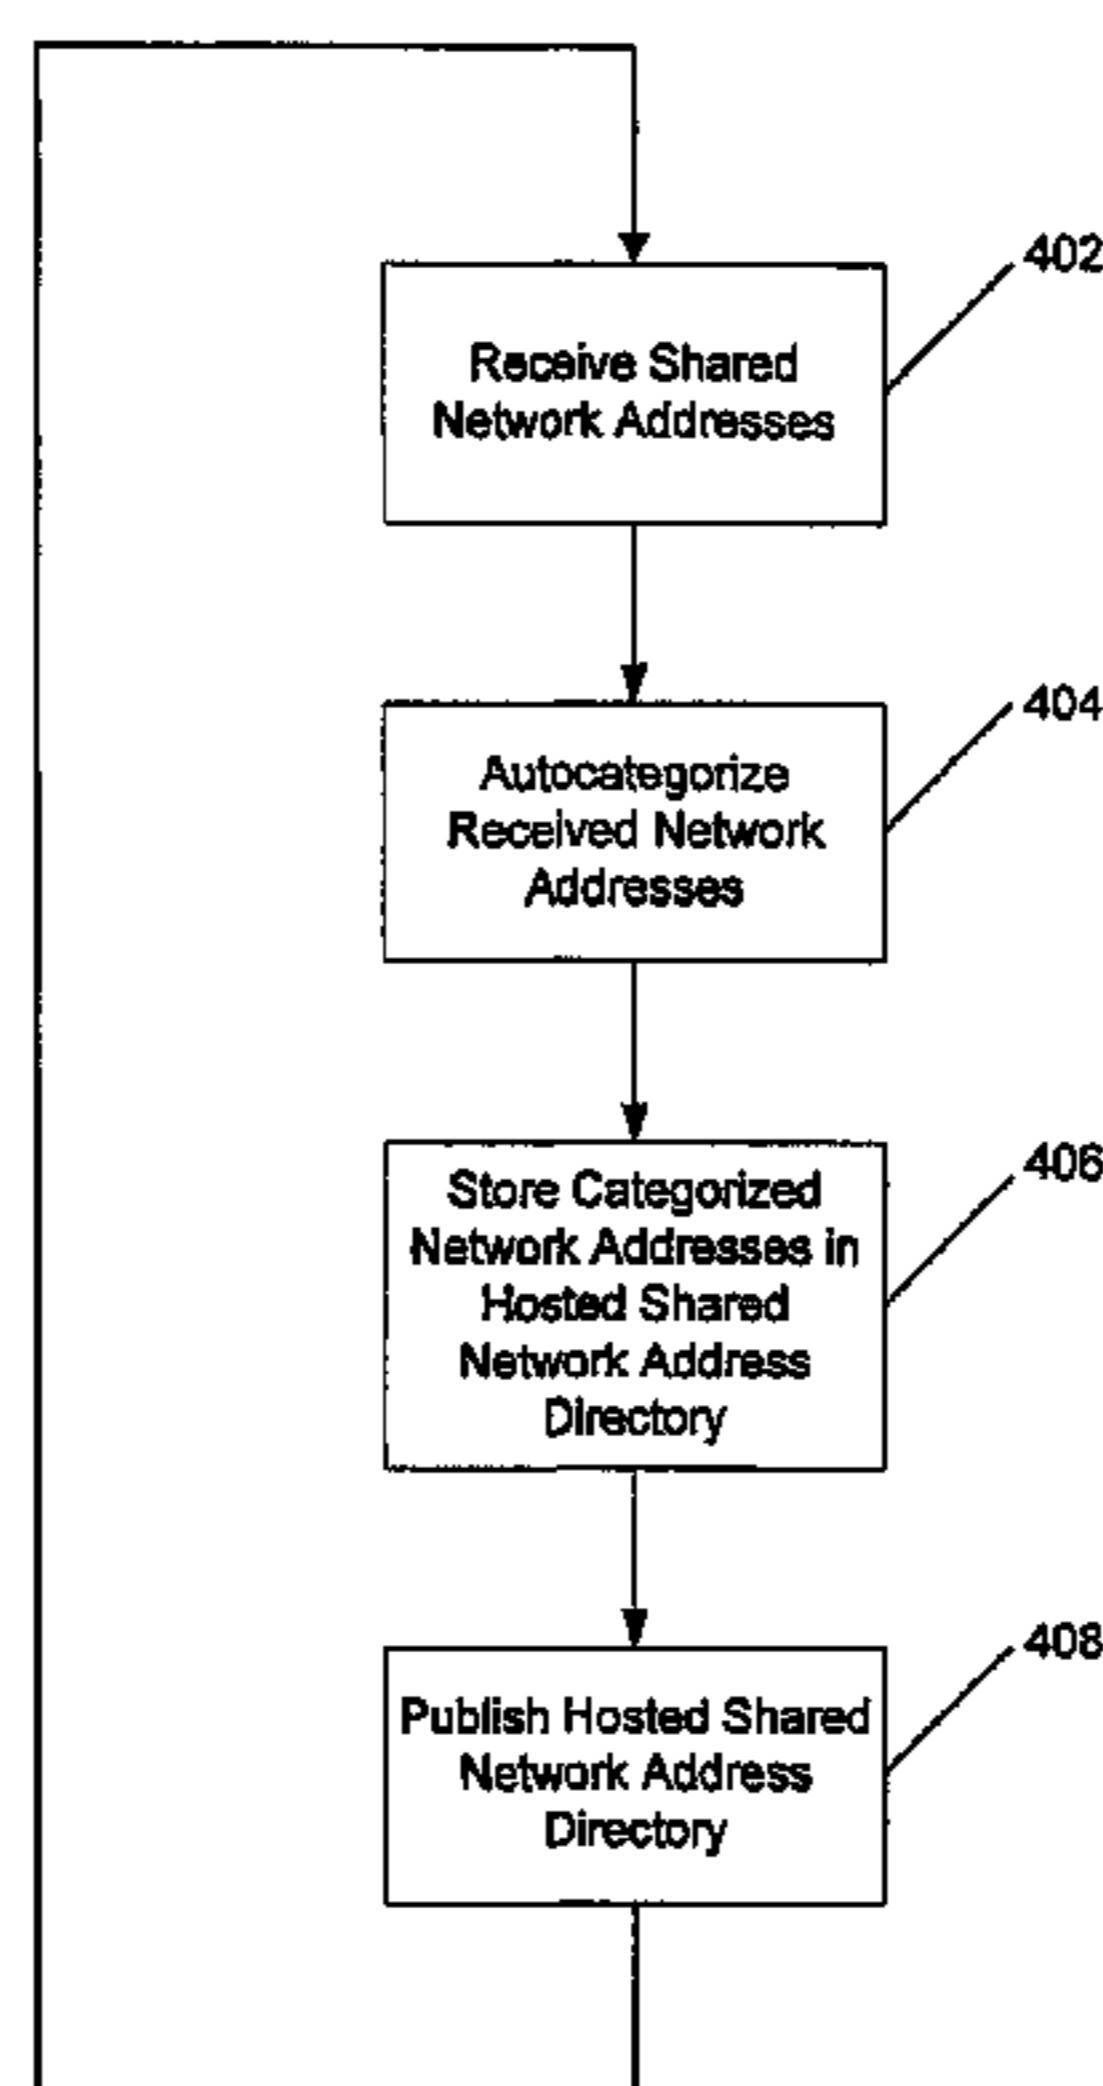 402
Receive Shared
Network Addresses
404
Autocategorize
Received Network
Addresses
406
Store Categorized
Network Addresses in
Hosted Shared
Network Address
Directory
408
Publish Hosted Shared
Network Address
Directory